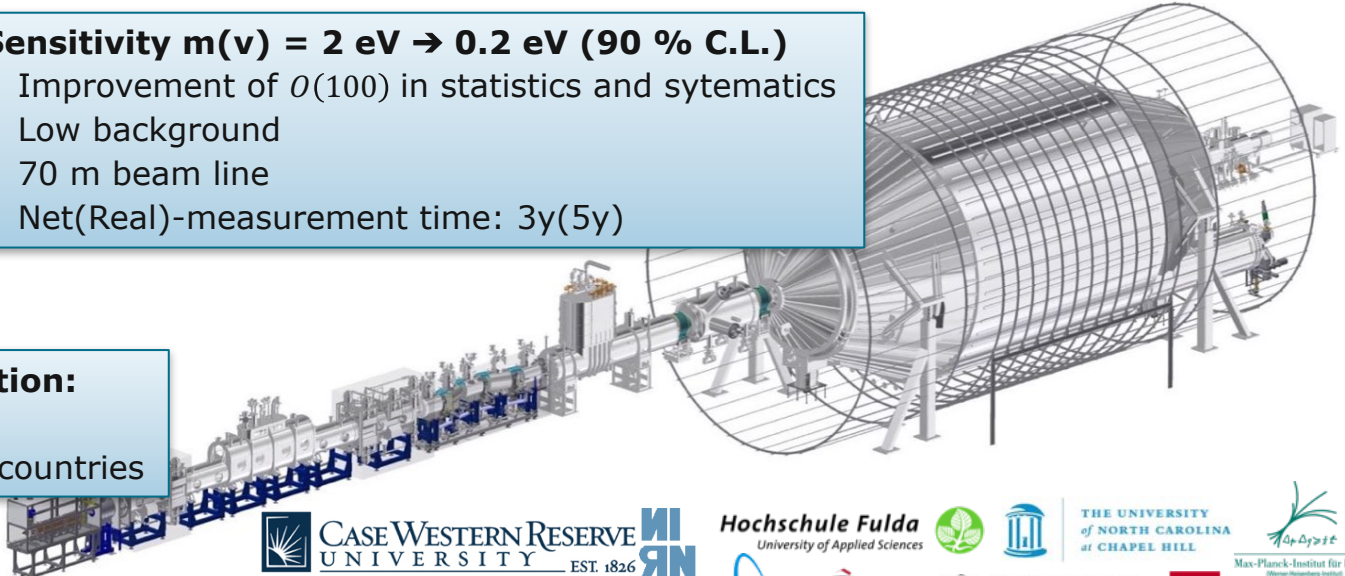 Sensitivity m(ν) = 2 eV ➔ 0.2 eV (90 % C.L.)
Improvement of O(100) in statistics and sytematics
Low background
70 m beam line
Net(Real)-measurement time: 3y(5y)
tion:
countries
CASE WESTERN RESERVE
UNIVERSITY EST. 1826
Hochschule Fulda
University of Applied Sciences
THE UNIVERSITY
of NORTH CAROLINA
at CHAPEL HILL
Max-Planck-Institut für